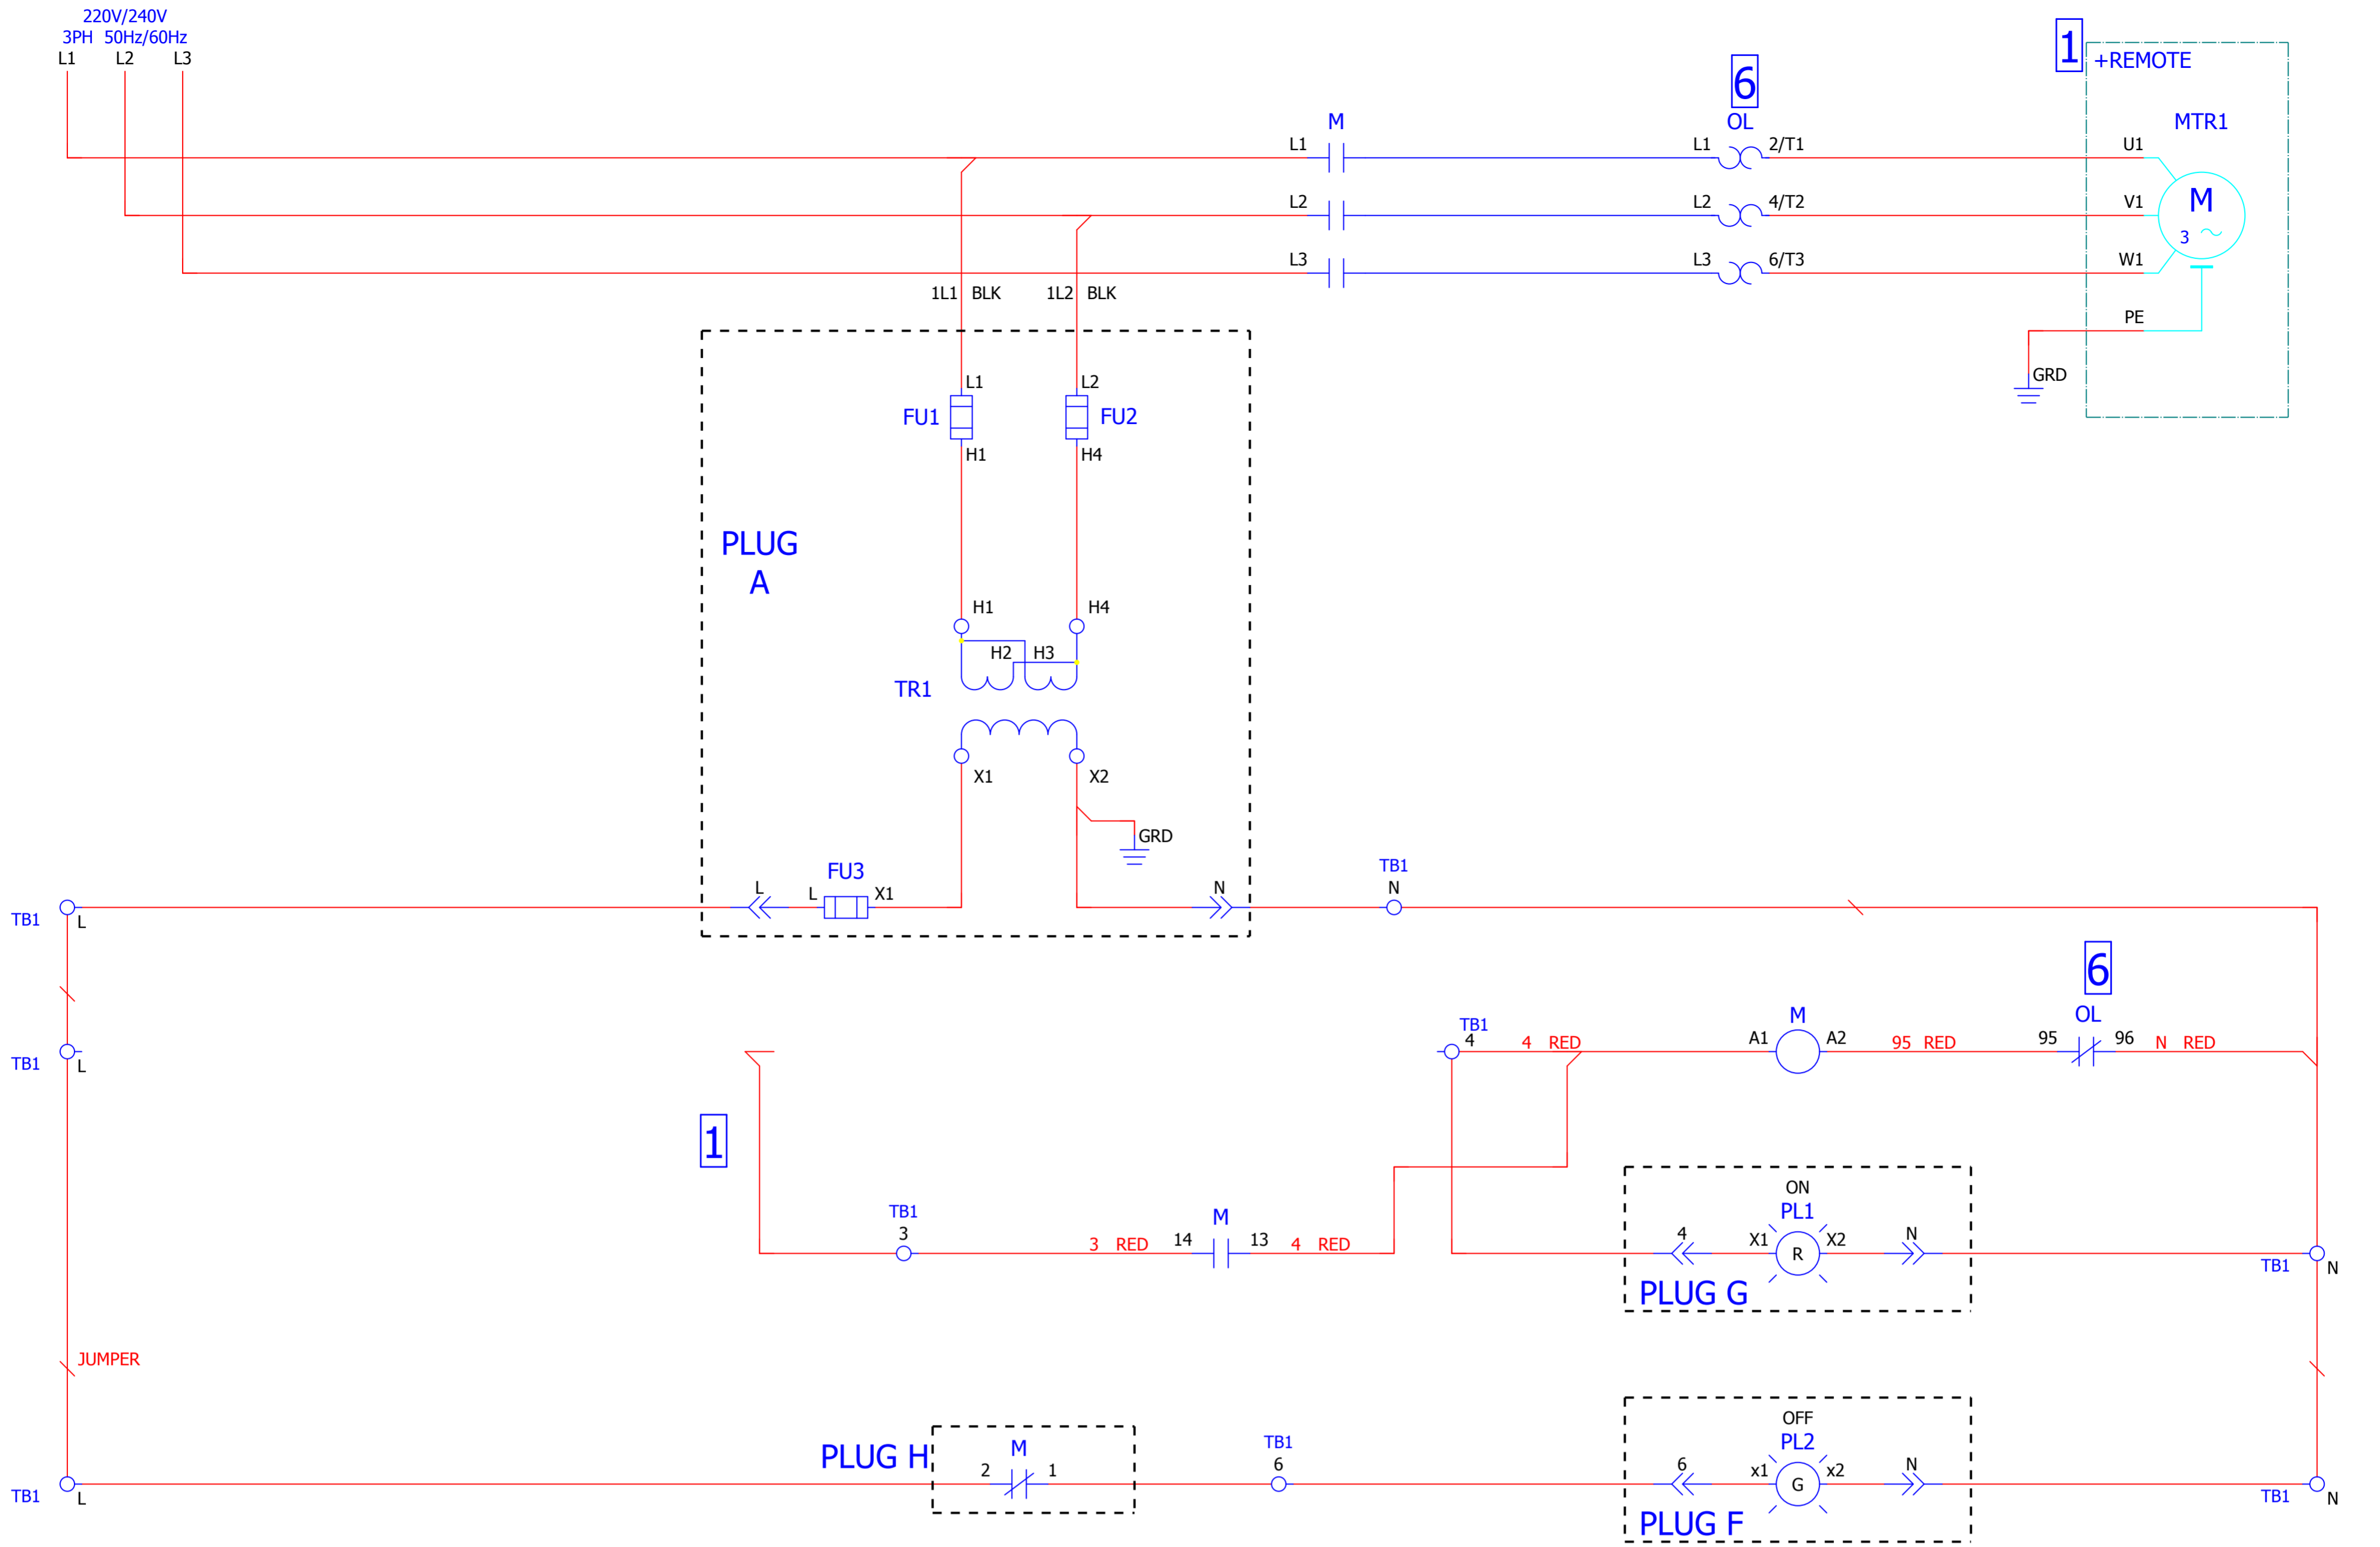 220V/240V
3PH 50Hz/60Hz
L1 L2 L3
1
+REMOTE
6
OL
M
MTR1
L1 L1 2/T1 U1
L2 L2 4/T2 V1
L3 L3 6/T3 W1
M
3
1L1 BLK 1L2 BLK
PE
GRD
L1 L2
FU1 FU2
H1 H4
PLUG
A
H1 H4
H2 H3
TR1
X1 X2
GRD
FU3
L L X1 N
TB1
N
TB1 L
6
OL
TB1
4 4 RED
M
A1 A2 95 RED 95 96 N RED
TB1 L
1
TB1
3
3 RED 14 M 13 4 RED
ON
PL1
4 X1 R X2 N
PLUG G
TB1 N
JUMPER
PLUG H
M
2 1
TB1
6
OFF
PL2
6 x1 G x2 N
PLUG F
TB1 L
TB1 N